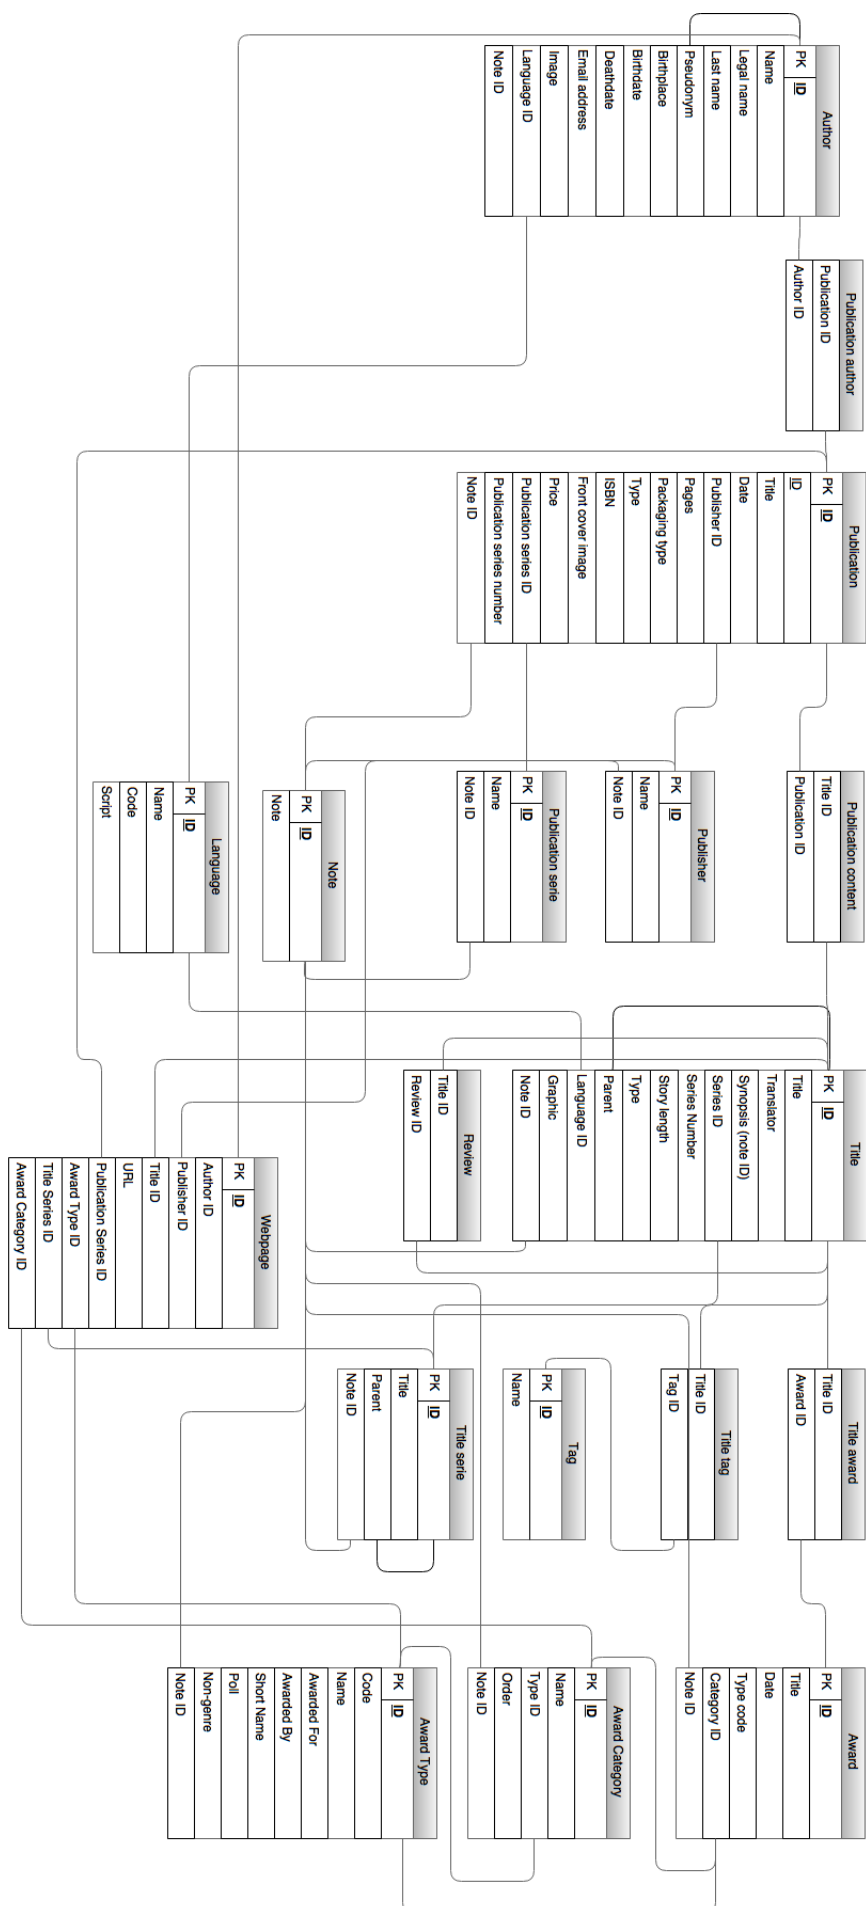 Author
PK ID
Name
Legal name
Last name
Pseudonym
Birthplace
Birthdate
Deathdate
Email address
Image
Language ID
Note ID
Publication author
Publication ID
Author ID
Publication
PK ID
ID
Title
Date
Publisher ID
Pages
Packaging type
Type
ISBN
Front cover image
Price
Publication series ID
Publication series number
Note ID
Publication content
Title ID
Publication ID
Publisher
PK ID
Name
Note ID
Publication serie
PK ID
Name
Note ID
Note
PK ID
Note
Language
PK ID
Name
Code
Script
Title
PK ID
Title
Translator
Synopsis (note ID)
Series ID
Series Number
Story length
Type
Parent
Language ID
Graphic
Note ID
Review
Title ID
Review ID
Webpage
PK ID
Author ID
Publisher ID
Title ID
URL
Publication Series ID
Award Type ID
Title Series ID
Award Category ID
Title award
Title ID
Award ID
Title tag
Title ID
Tag ID
Tag
PK ID
Name
Title serie
PK ID
Title
Parent
Note ID
Award
PK ID
Title
Date
Type code
Category ID
Note ID
Award Category
PK ID
Name
Type ID
Order
Note ID
Award Type
PK ID
Code
Name
Awarded For
Awarded By
Short Name
Poll
Non-genre
Note ID